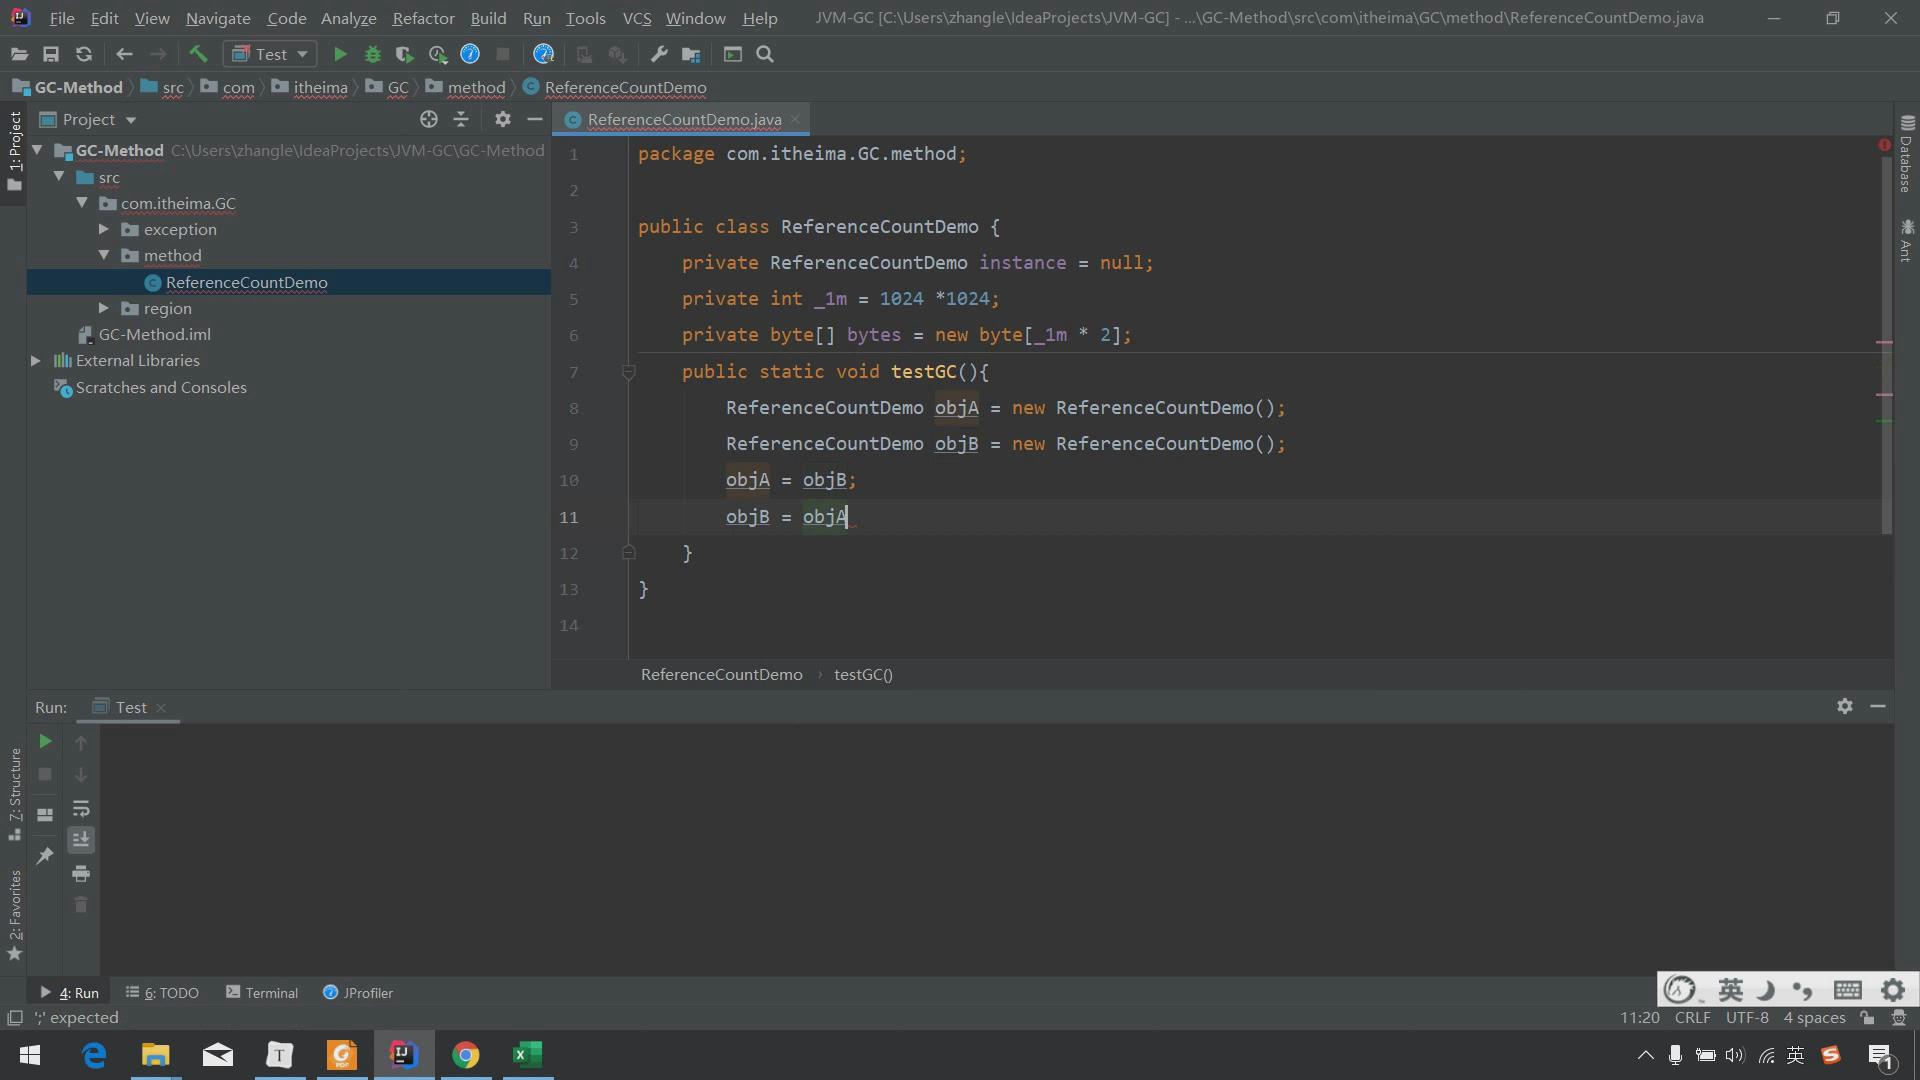 File Edit View Navigate Code Analyze Refactor Build Run Tools VCS Window Help JVM-GC [C:\Users\zhangle\IdeaProjects\JVM-GC] - ...\GC-Method\src\com\itheima\GC\method\ReferenceCountDemo.java
Test
GC-Method src com itheima GC method ReferenceCountDemo
1: Project
Project
ReferenceCountDemo.java
Database
Ant
GC-Method C:\Users\zhangle\IdeaProjects\JVM-GC\GC-Method
src
com.itheima.GC
exception
method
ReferenceCountDemo
region
GC-Method.iml
External Libraries
Scratches and Consoles
1 package com.itheima.GC.method;
2
3 public class ReferenceCountDemo {
4 private ReferenceCountDemo instance = null;
5 private int _1m = 1024 *1024;
6 private byte[] bytes = new byte[_1m * 2];
7 public static void testGC(){
8 ReferenceCountDemo objA = new ReferenceCountDemo();
9 ReferenceCountDemo objB = new ReferenceCountDemo();
10 objA = objB;
11 objB = objA
12 }
13 }
14
ReferenceCountDemo › testGC()
Run: Test
7: Structure
2: Favorites
4: Run 6: TODO Terminal JProfiler
英
';' expected
11:20 CRLF UTF-8 4 spaces
英
1